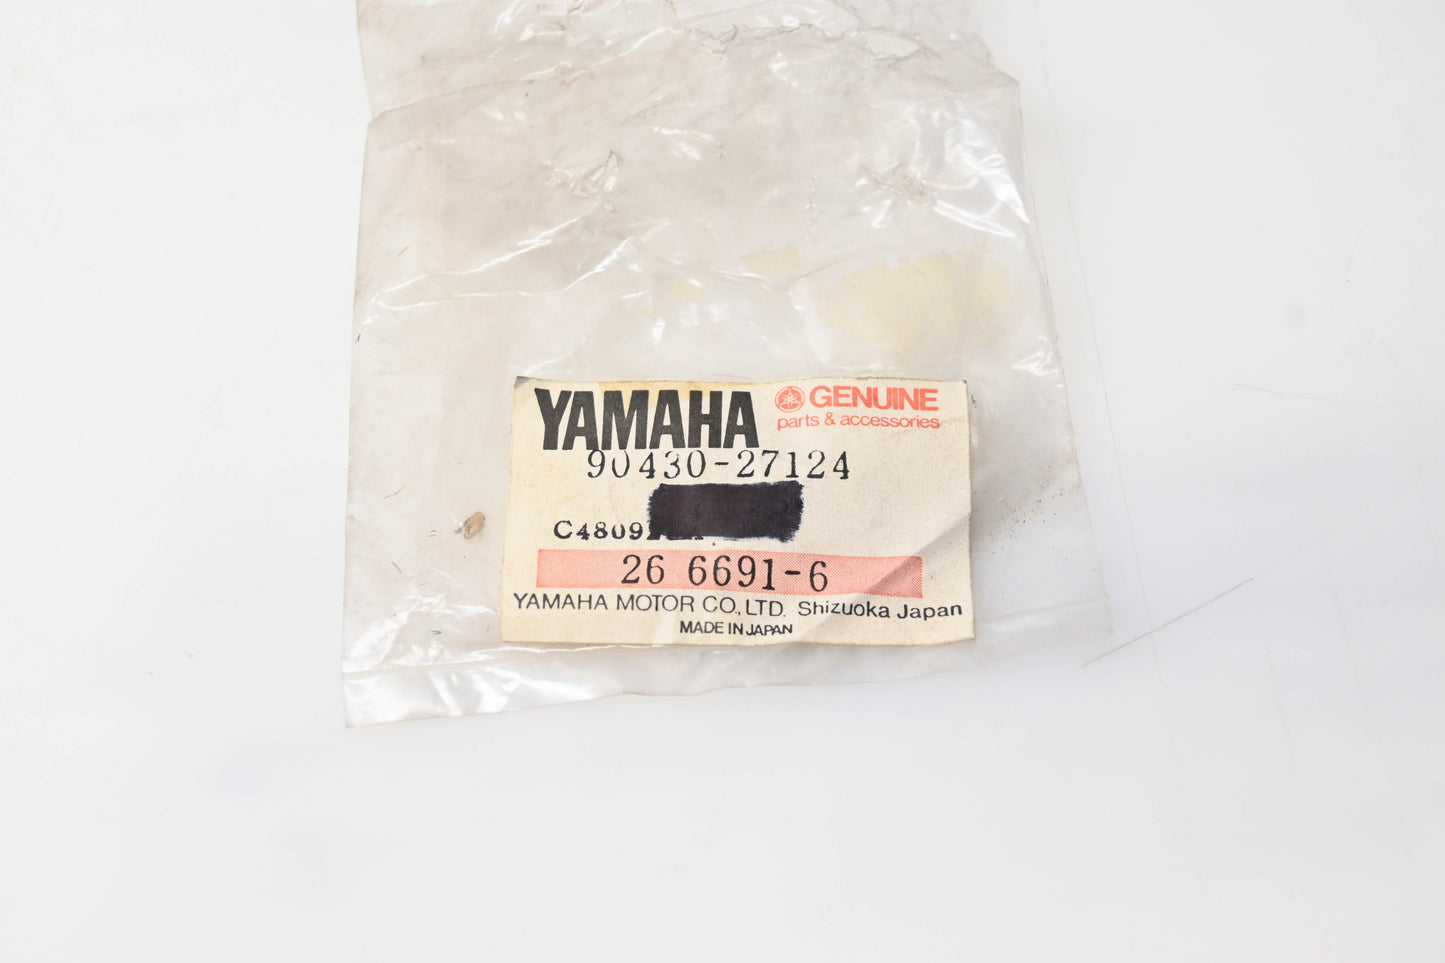 YAMAHA GENUINE
parts & accessories
90430-27124
C4809
26 6691-6
YAMAHA MOTOR CO., LTD. Shizuoka Japan
MADE IN JAPAN